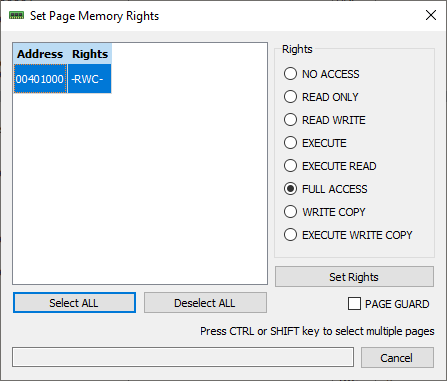 Set Page Memory Rights
Address Rights
00401000 -RWC-
Rights
NO ACCESS
READ ONLY
READ WRITE
EXECUTE
EXECUTE READ
FULL ACCESS
WRITE COPY
EXECUTE WRITE COPY
Set Rights
Select ALL Deselect ALL PAGE GUARD
Press CTRL or SHIFT key to select multiple pages
Cancel